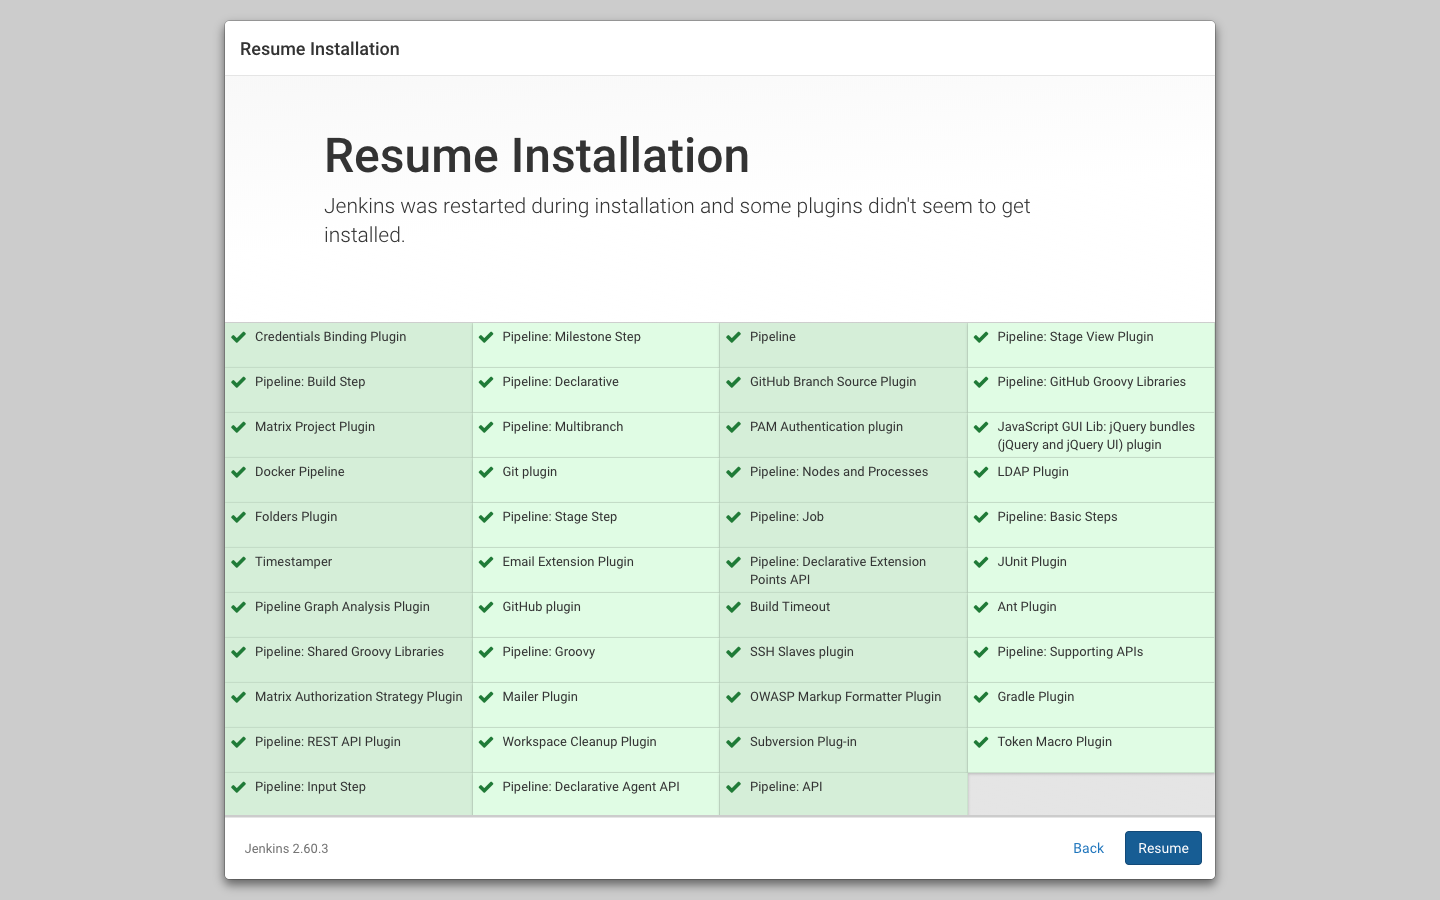 Resume Installation
Resume Installation
Jenkins was restarted during installation and some plugins didn't seem to get
installed.
Credentials Binding Plugin
Pipeline: Milestone Step
Pipeline
Pipeline: Stage View Plugin
Pipeline: Build Step
Pipeline: Declarative
GitHub Branch Source Plugin
Pipeline: GitHub Groovy Libraries
Matrix Project Plugin
Pipeline: Multibranch
PAM Authentication plugin
JavaScript GUI Lib: jQuery bundles
(jQuery and jQuery UI) plugin
Docker Pipeline
Git plugin
Pipeline: Nodes and Processes
LDAP Plugin
Folders Plugin
Pipeline: Stage Step
Pipeline: Job
Pipeline: Basic Steps
Timestamper
Email Extension Plugin
Pipeline: Declarative Extension
Points API
JUnit Plugin
Pipeline Graph Analysis Plugin
GitHub plugin
Build Timeout
Ant Plugin
Pipeline: Shared Groovy Libraries
Pipeline: Groovy
SSH Slaves plugin
Pipeline: Supporting APIs
Matrix Authorization Strategy Plugin
Mailer Plugin
OWASP Markup Formatter Plugin
Gradle Plugin
Pipeline: REST API Plugin
Workspace Cleanup Plugin
Subversion Plug-in
Token Macro Plugin
Pipeline: Input Step
Pipeline: Declarative Agent API
Pipeline: API
Jenkins 2.60.3
Back
Resume